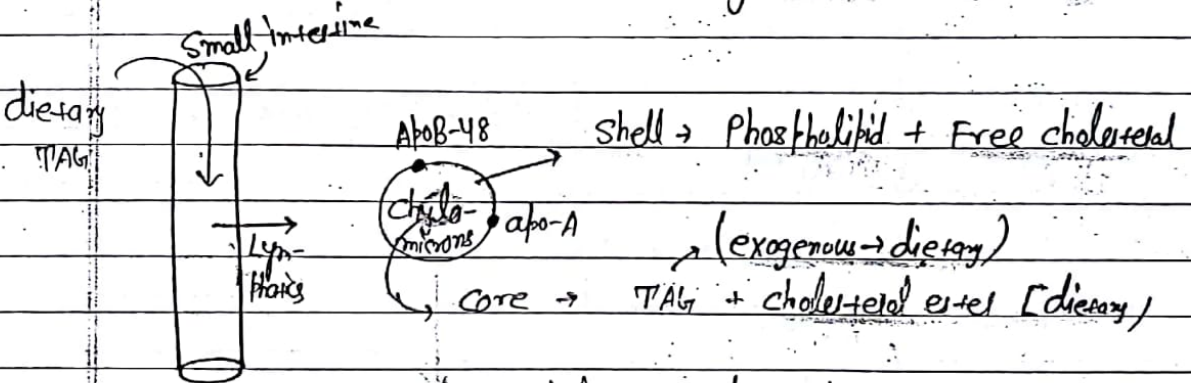 Small intestine
dietary
TAG
ApoB-48
Shell → Phospholipid + Free cholesterol
chylo-
microns
apo-A
Lym-
phatics
(exogenous → dietary)
Core → TAG + cholesterol ester [dietary)